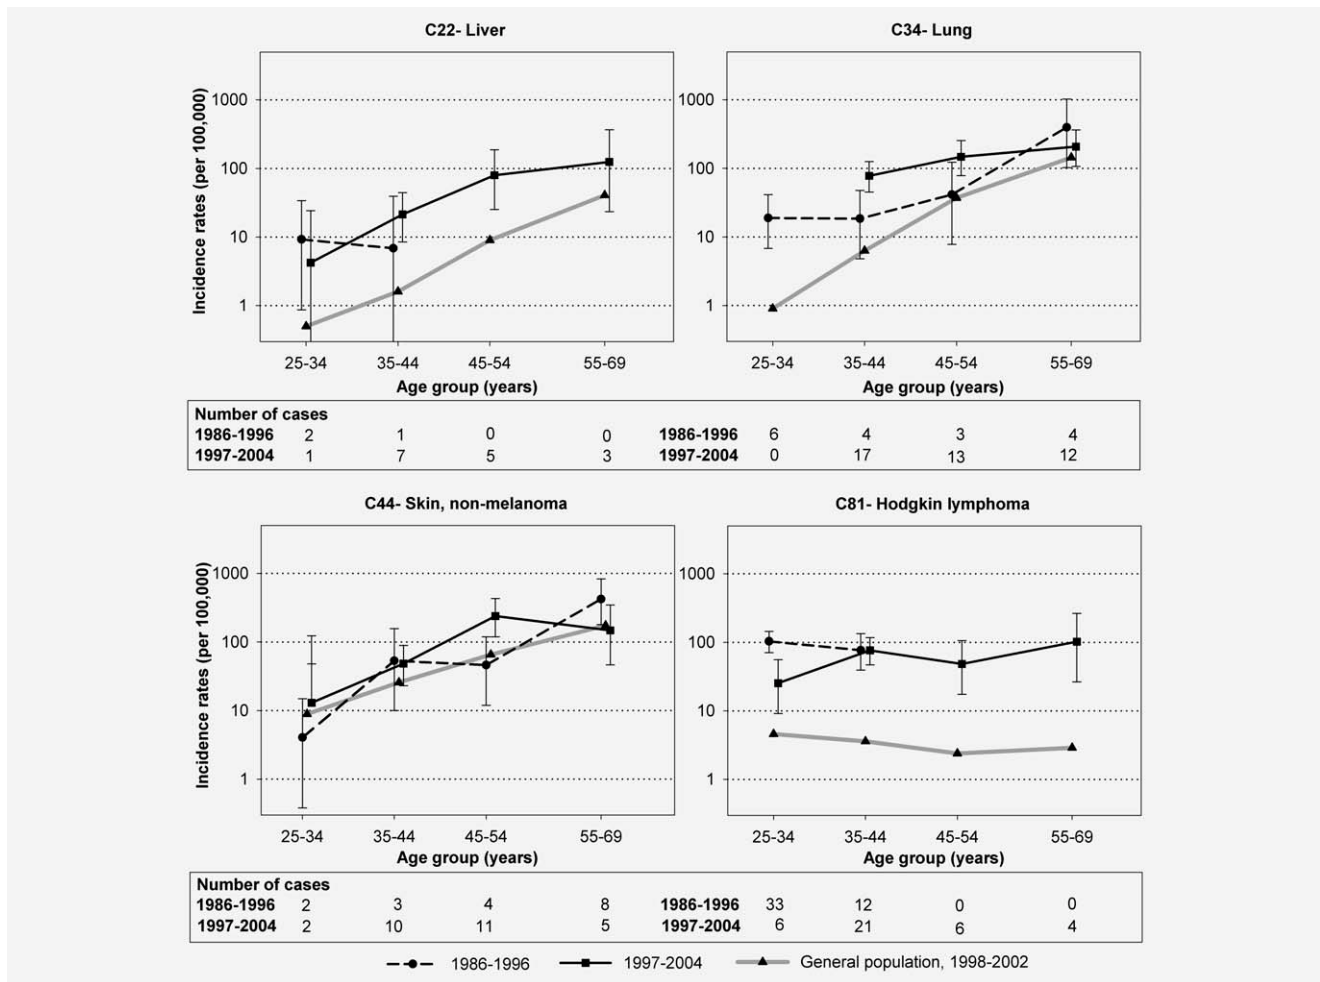 C22- Liver
C34- Lung
Incidence rates (per 100,000)
1000
100
10
1
25-34 35-44 45-54 55-69
Age group (years)
1000
100
10
1
25-34 35-44 45-54 55-69
Age group (years)
Number of cases
1986-1996 2 1 0 0 1986-1996 6 4 3 4
1997-2004 1 7 5 3 1997-2004 0 17 13 12
C44- Skin, non-melanoma
C81- Hodgkin lymphoma
Incidence rates (per 100,000)
1000
100
10
1
25-34 35-44 45-54 55-69
Age group (years)
1000
100
10
1
25-34 35-44 45-54 55-69
Age group (years)
Number of cases
1986-1996 2 3 4 8 1986-1996 33 12 0 0
1997-2004 2 10 11 5 1997-2004 6 21 6 4
1986-1996 1997-2004 General population, 1998-2002